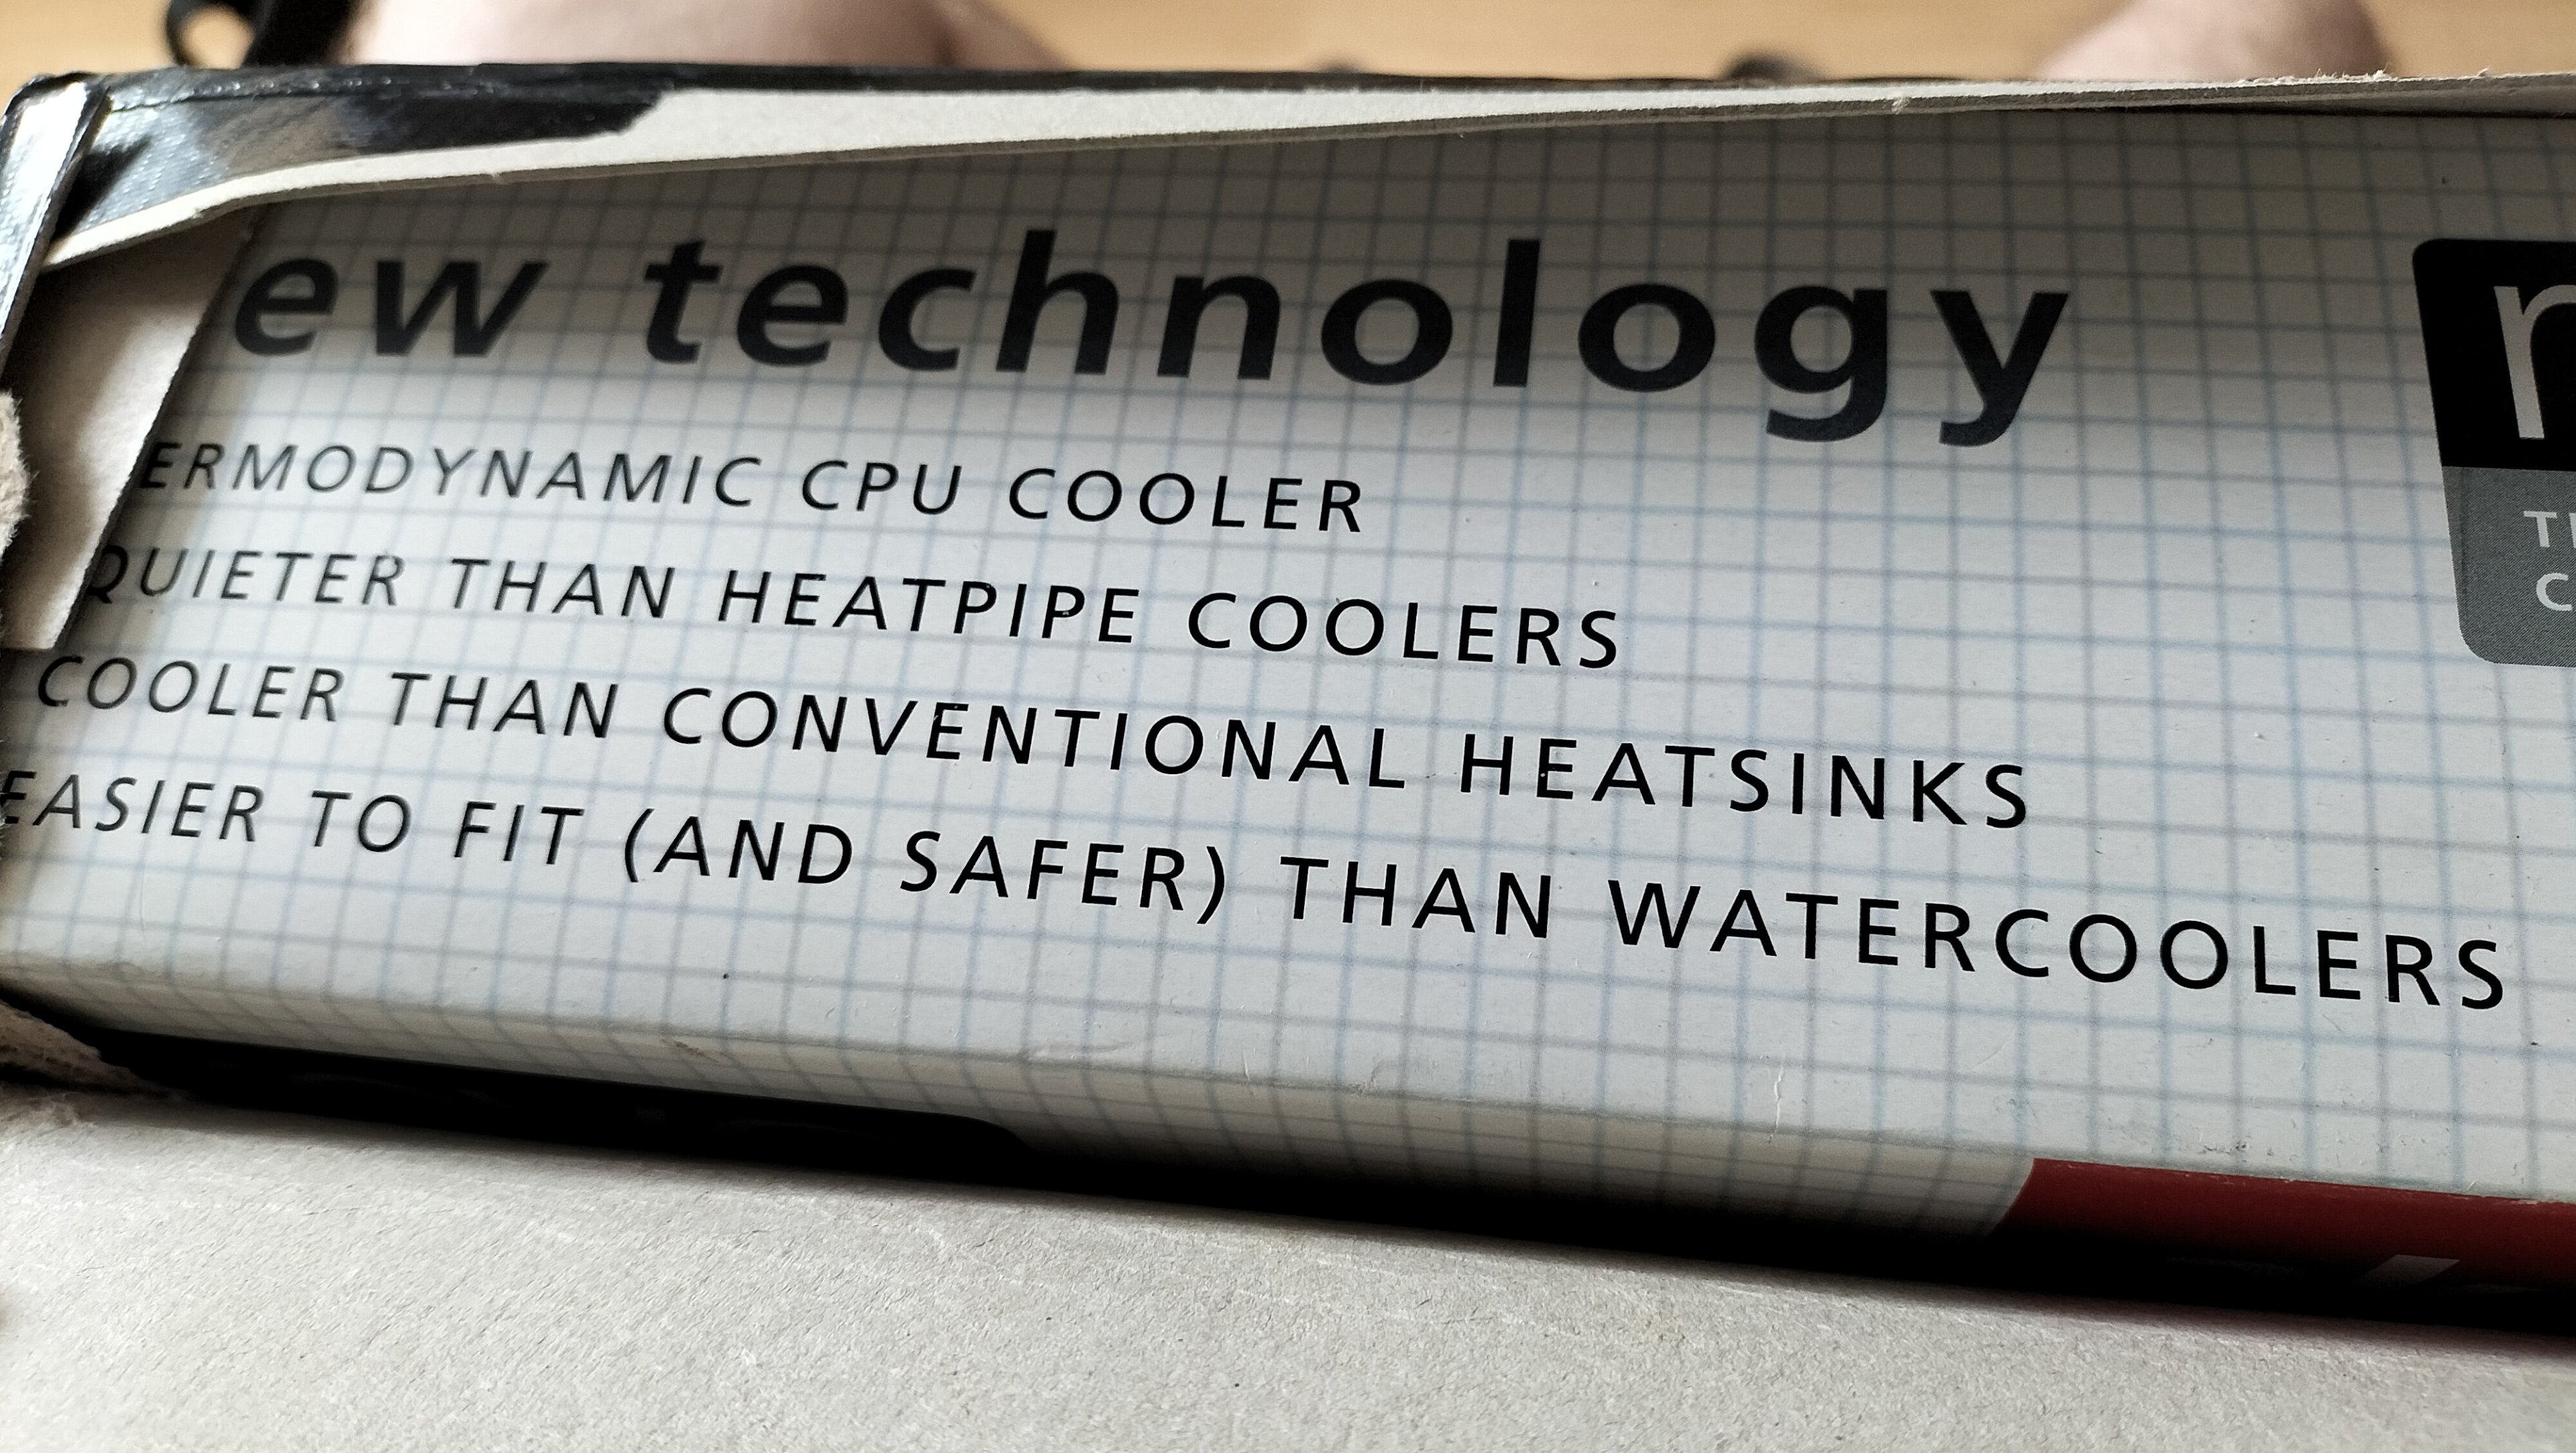 ew technology
ERMODYNAMIC CPU COOLER
QUIETER THAN HEATPIPE COOLERS
COOLER THAN CONVENTIONAL HEATSINKS
EASIER TO FIT (AND SAFER) THAN WATERCOOLERS